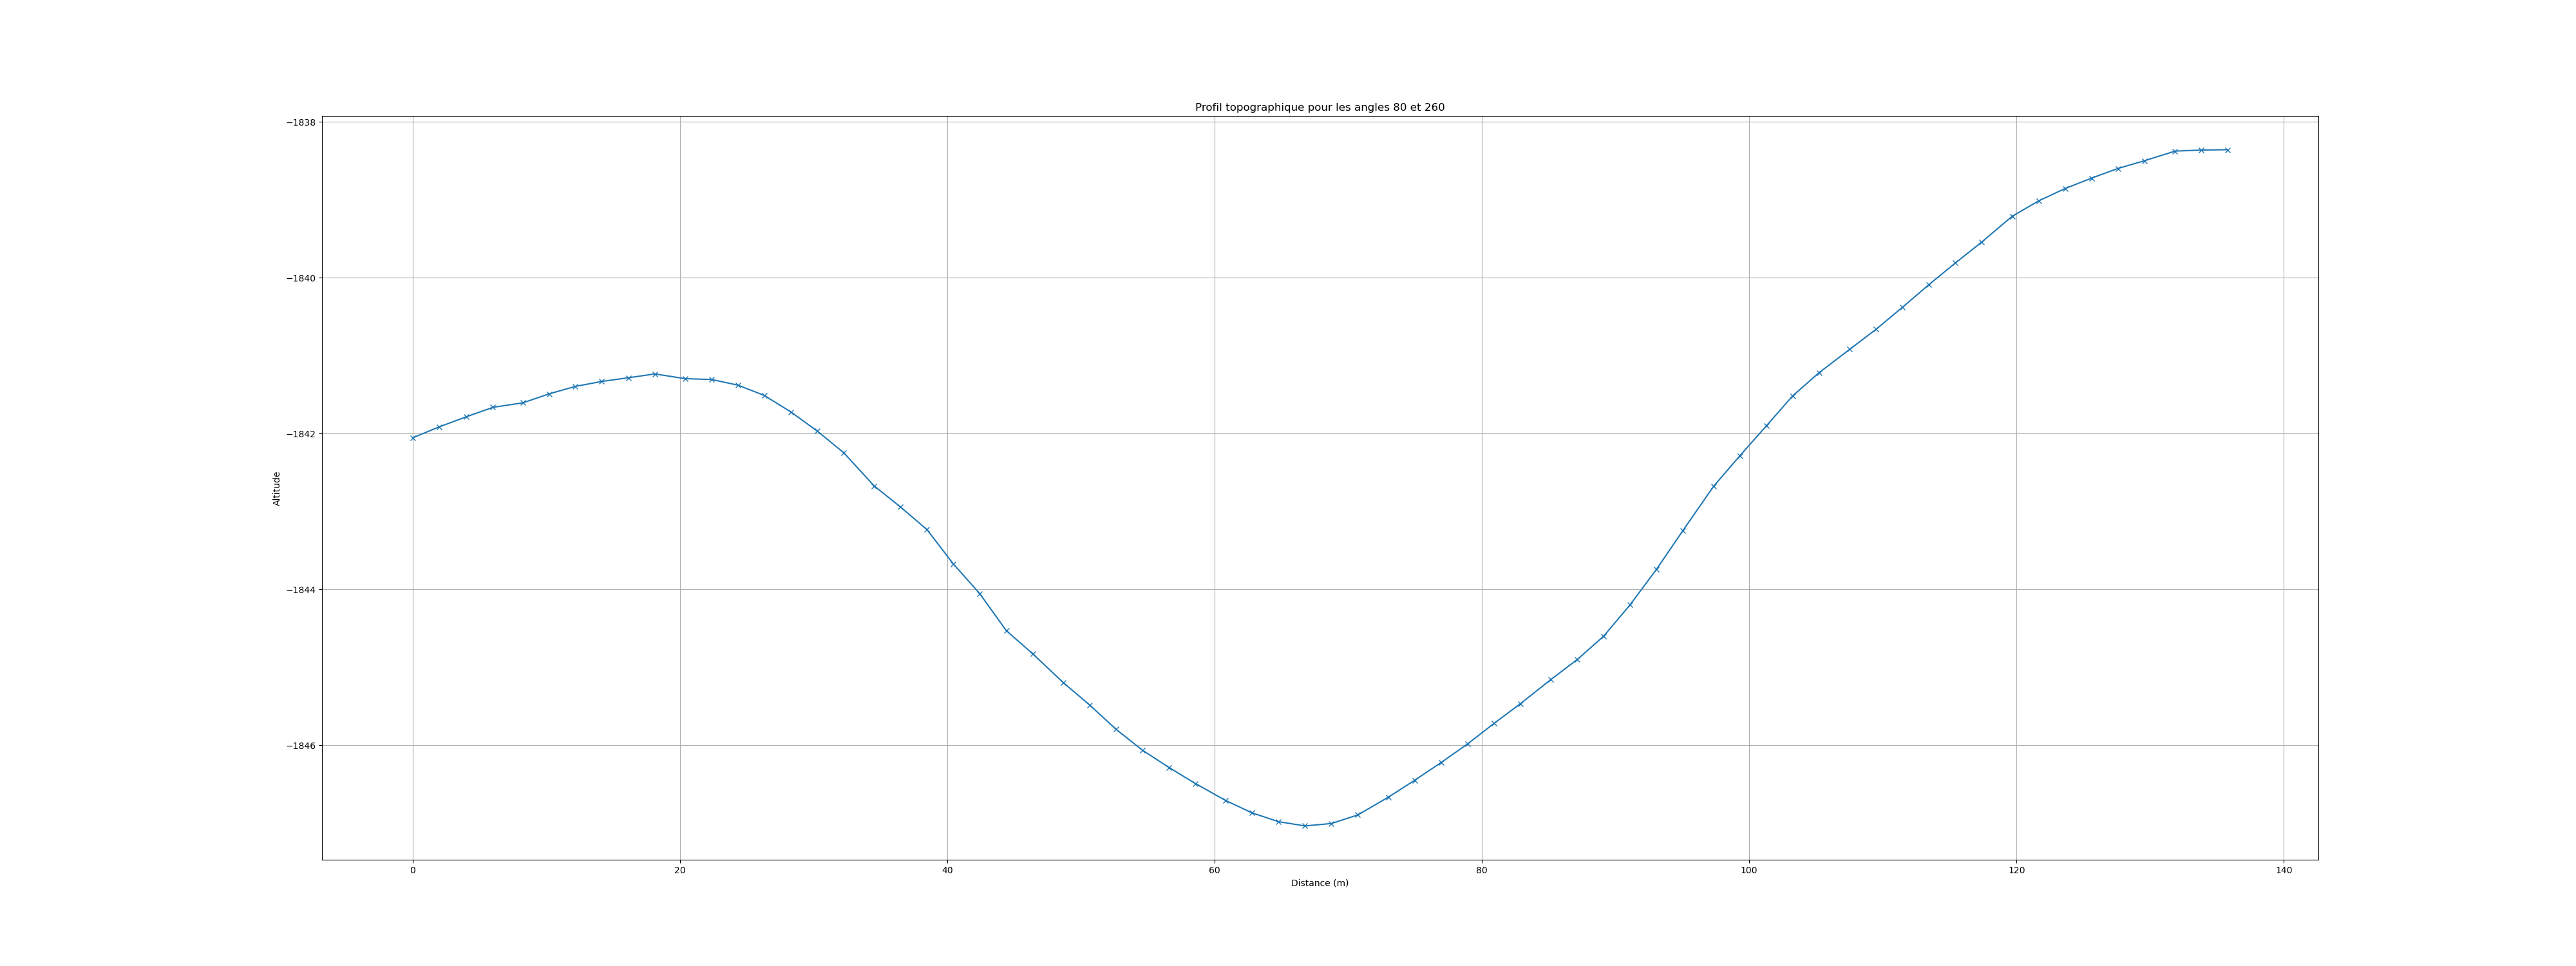 Profil topographique pour les angles 80 et 260
−1838
−1840
−1842
−1844
−1846
Altitude
0 20 40 60 80 100 120 140
Distance (m)